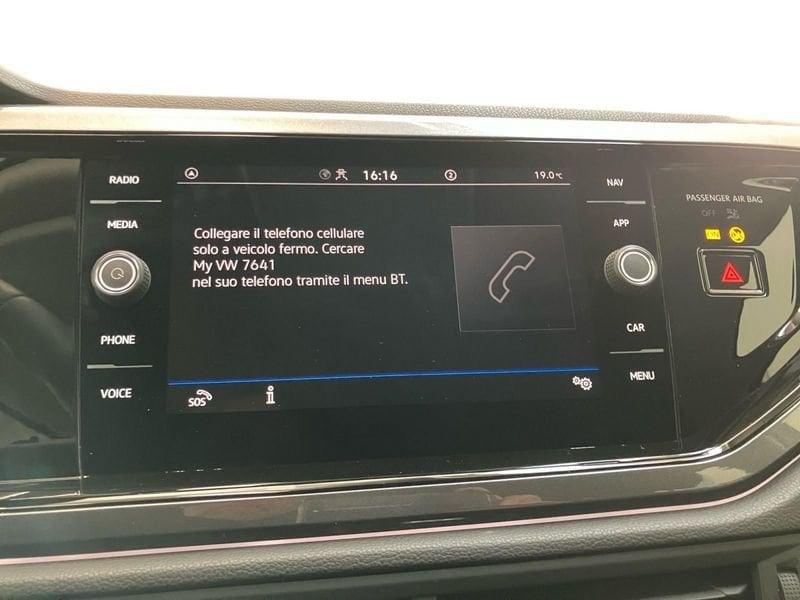 RADIO
MEDIA
PHONE
VOICE
16:16
2
19.0°C
Collegare il telefono cellulare
solo a veicolo fermo. Cercare
My VW 7641
nel suo telefono tramite il menu BT.
SOS
i
NAV
APP
CAR
MENU
PASSENGER AIR BAG
OFF
ON